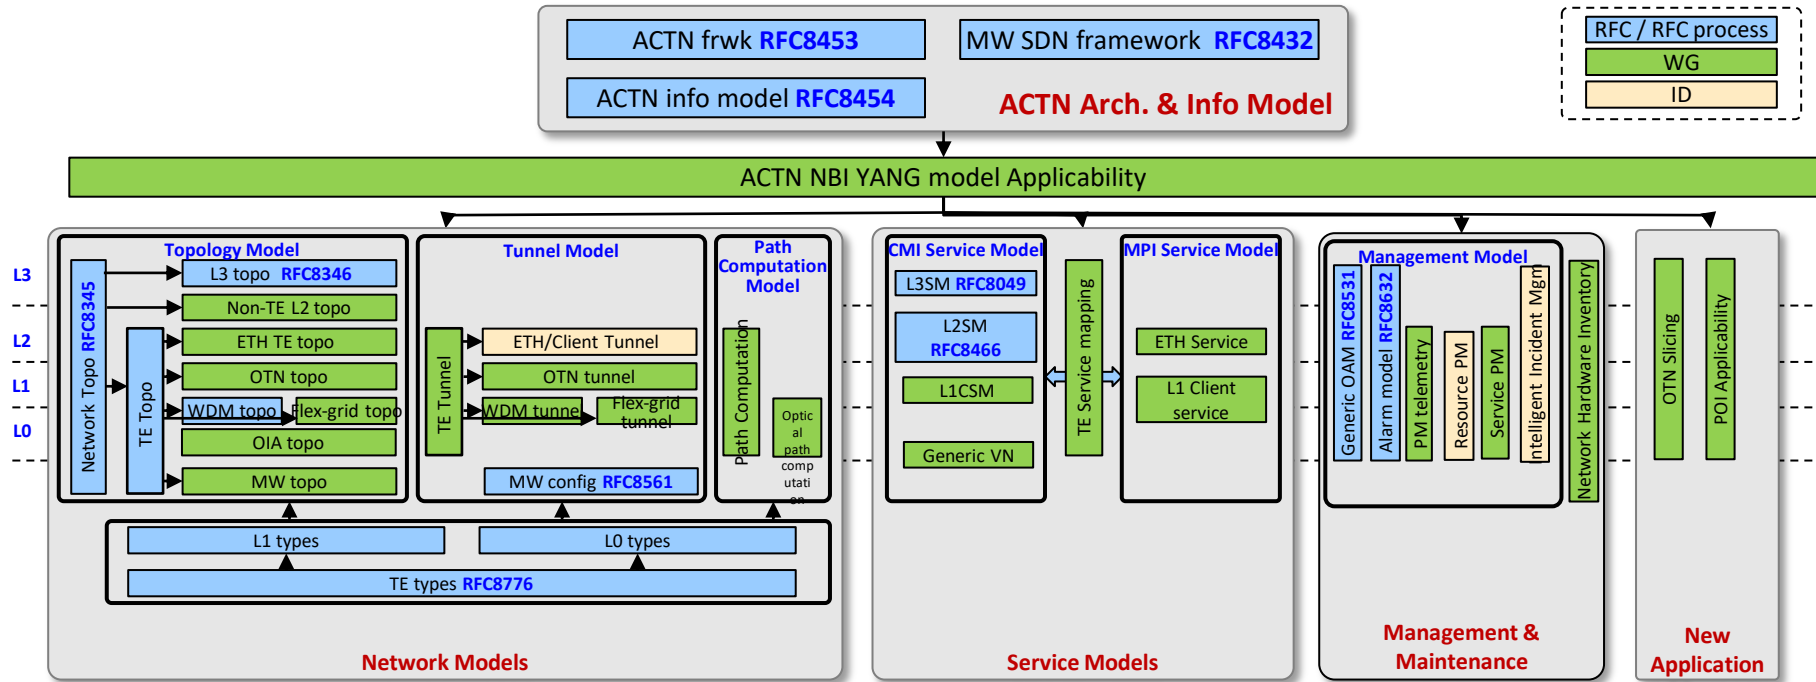 ACTN frwk RFC8453
MW SDN framework RFC8432
ACTN info model RFC8454
ACTN Arch. & Info Model
RFC / RFC process
WG
ID
ACTN NBI YANG model Applicability
L3
L2
L1
L0
Topology Model
Network Topo RFC8345
TE Topo
L3 topo RFC8346
Non-TE L2 topo
ETH TE topo
OTN topo
WDM topo
Flex-grid topo
OIA topo
MW topo
Tunnel Model
TE Tunnel
ETH/Client Tunnel
OTN tunnel
WDM tunnel
Flex-grid
tunnel
MW config RFC8561
Path
Computation
Model
Path Computation
Optic
al
path
comp
utati
on
L1 types
L0 types
TE types RFC8776
Network Models
CMI Service Model
L3SM RFC8049
L2SM
RFC8466
L1CSM
Generic VN
TE Service mapping
MPI Service Model
ETH Service
L1 Client
service
Service Models
Management Model
Generic OAM RFC8531
Alarm model RFC8632
PM telemetry
Resource PM
Service PM
Intelligent Incident Mgm
Network Hardware Inventory
Management &
Maintenance
OTN Slicing
POI Applicability
New
Application